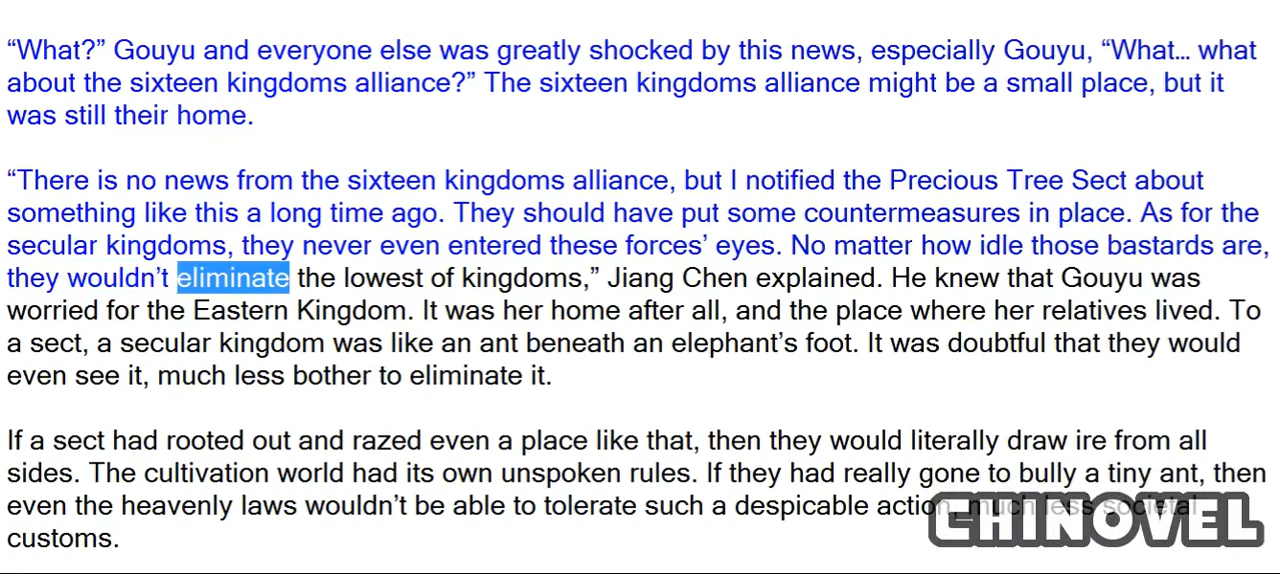 “What?” Gouyu and everyone else was greatly shocked by this news, especially Gouyu, “What… what
about the sixteen kingdoms alliance?” The sixteen kingdoms alliance might be a small place, but it
was still their home.
“There is no news from the sixteen kingdoms alliance, but I notified the Precious Tree Sect about
something like this a long time ago. They should have put some countermeasures in place. As for the
secular kingdoms, they never even entered these forces’ eyes. No matter how idle those bastards are,
they wouldn’t eliminate the lowest of kingdoms,” Jiang Chen explained. He knew that Gouyu was
worried for the Eastern Kingdom. It was her home after all, and the place where her relatives lived. To
a sect, a secular kingdom was like an ant beneath an elephant’s foot. It was doubtful that they would
even see it, much less bother to eliminate it.
If a sect had rooted out and razed even a place like that, then they would literally draw ire from all
sides. The cultivation world had its own unspoken rules. If they had really gone to bully a tiny ant, then
even the heavenly laws wouldn’t be able to tolerate such a despicable action, much less societal
customs.
CHINOVEL